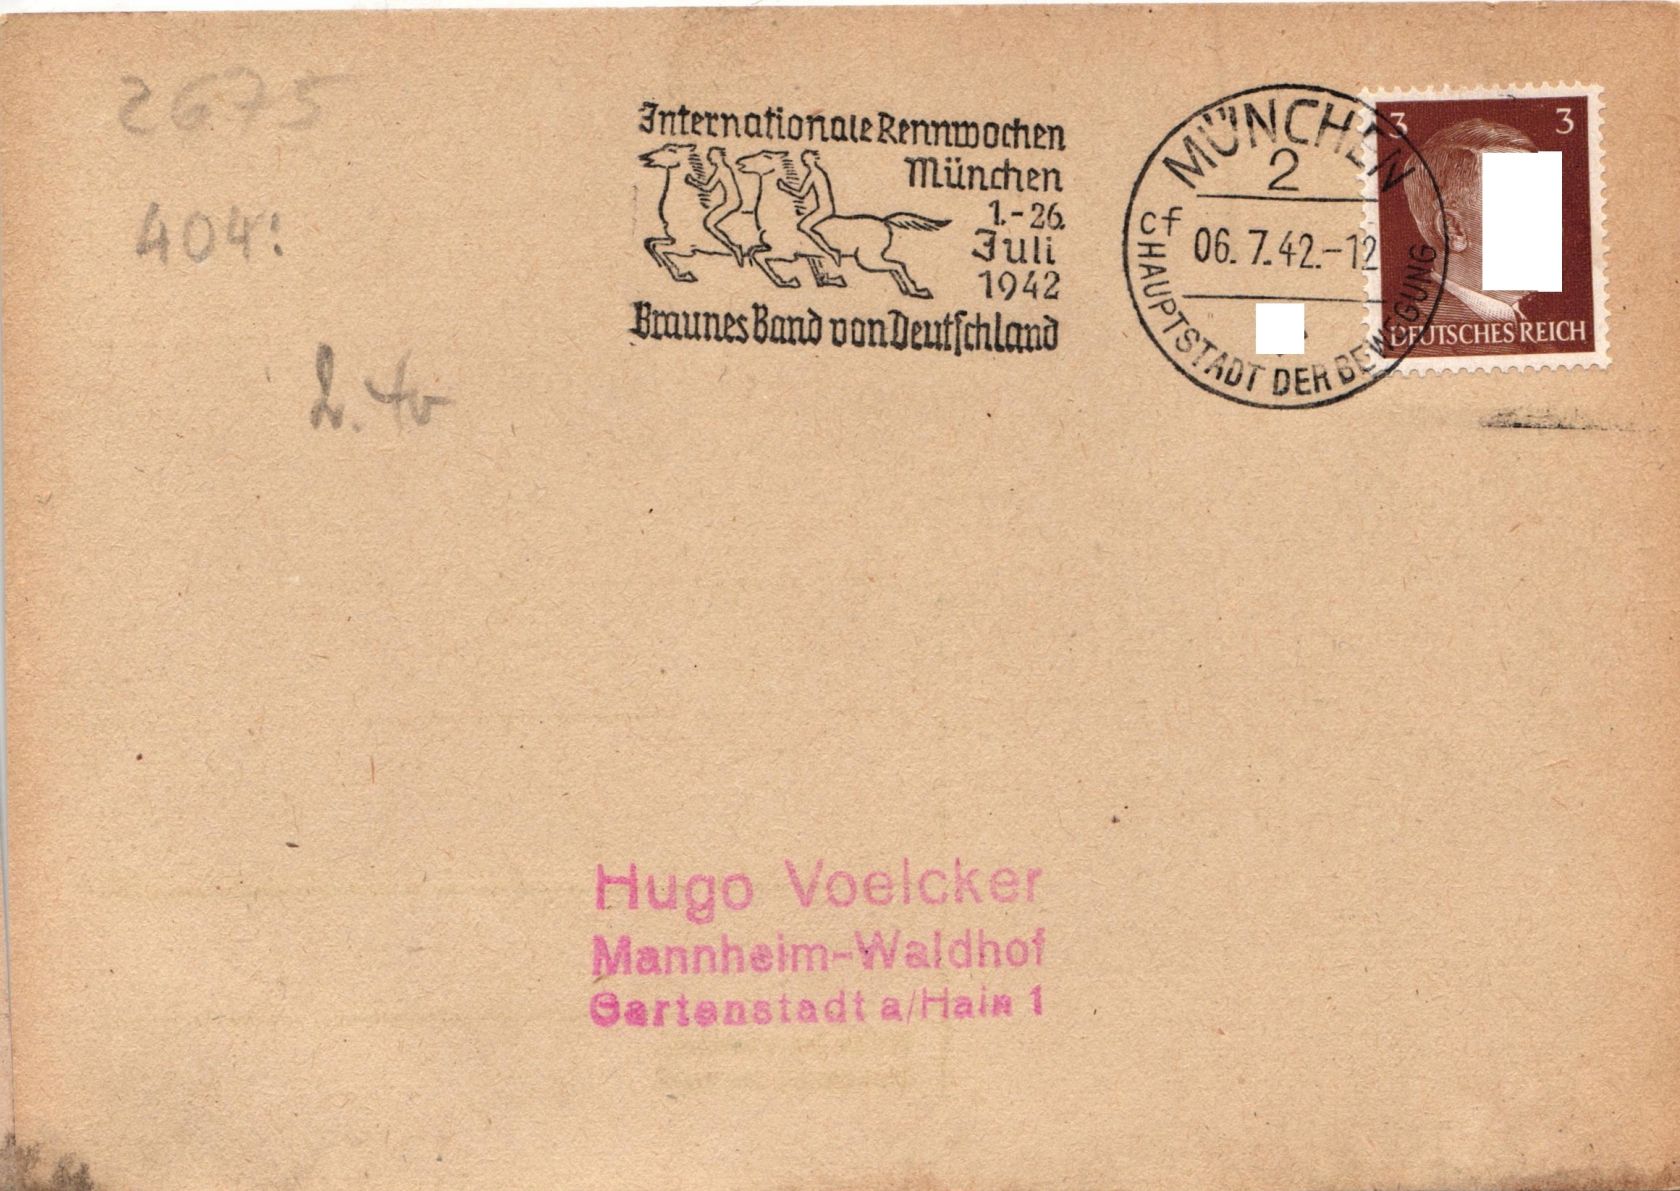 2675
404:
Internationale Rennwochen
München
1.-26.
Juli
1942
Braunes Band von Deutschland
MÜNCHEN
2
cf
06.7.42.-12
HAUPTSTADT DER BEWEGUNG
3 3
DEUTSCHES REICH
Hugo Voelcker
Mannheim-Waldhof
Gartenstadt a/Hain 1